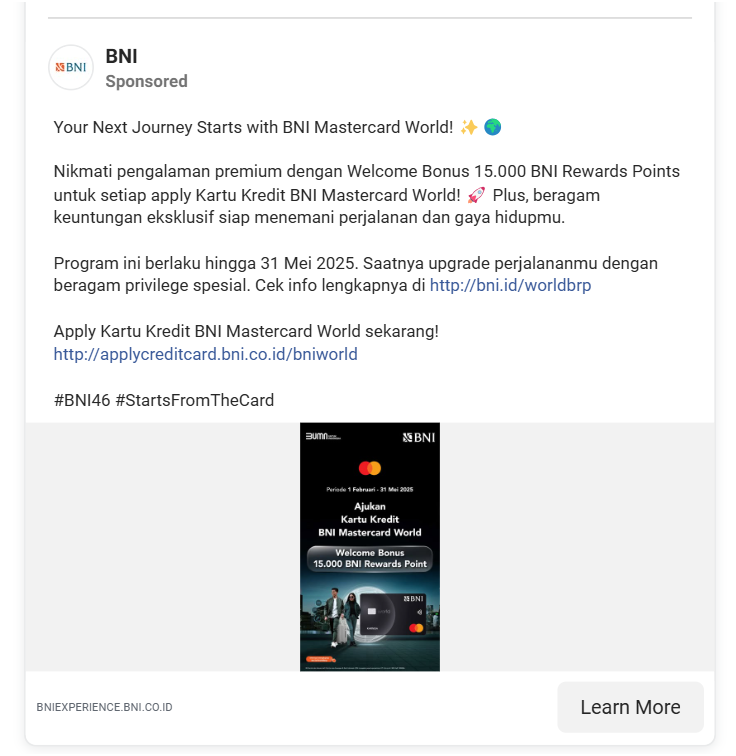 BNI
BNI
Sponsored
Your Next Journey Starts with BNI Mastercard World! ✨ 🌍
Nikmati pengalaman premium dengan Welcome Bonus 15.000 BNI Rewards Points
untuk setiap apply Kartu Kredit BNI Mastercard World! 🚀 Plus, beragam
keuntungan eksklusif siap menemani perjalanan dan gaya hidupmu.
Program ini berlaku hingga 31 Mei 2025. Saatnya upgrade perjalananmu dengan
beragam privilege spesial. Cek info lengkapnya di http://bni.id/worldbrp
Apply Kartu Kredit BNI Mastercard World sekarang!
http://applycreditcard.bni.co.id/bniworld
#BNI46 #StartsFromTheCard
BUMN
BNI
Periode 1 Februari - 31 Mei 2025
Ajukan
Kartu Kredit
BNI Mastercard World
Welcome Bonus
15.000 BNI Rewards Point
BNI
BNIEXPERIENCE.BNI.CO.ID
Learn More